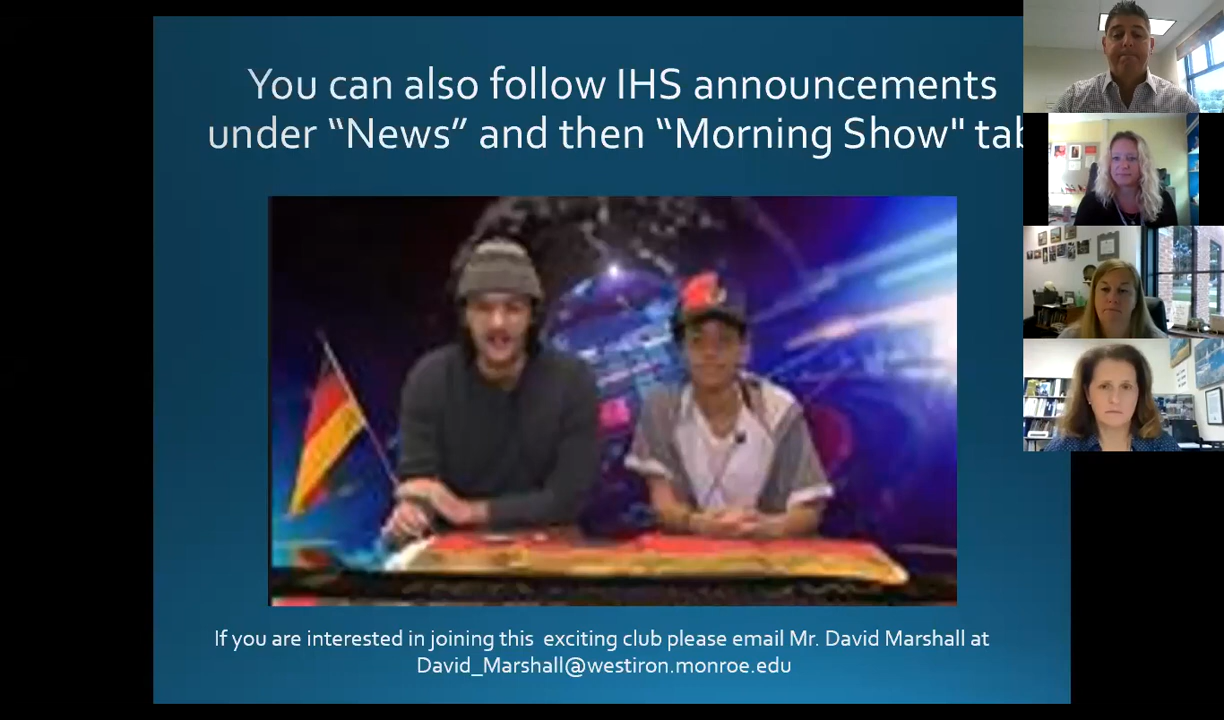 You can also follow IHS announcements
under “News” and then “Morning Show" tab
If you are interested in joining this  exciting club please email Mr. David Marshall at
David_Marshall@westiron.monroe.edu